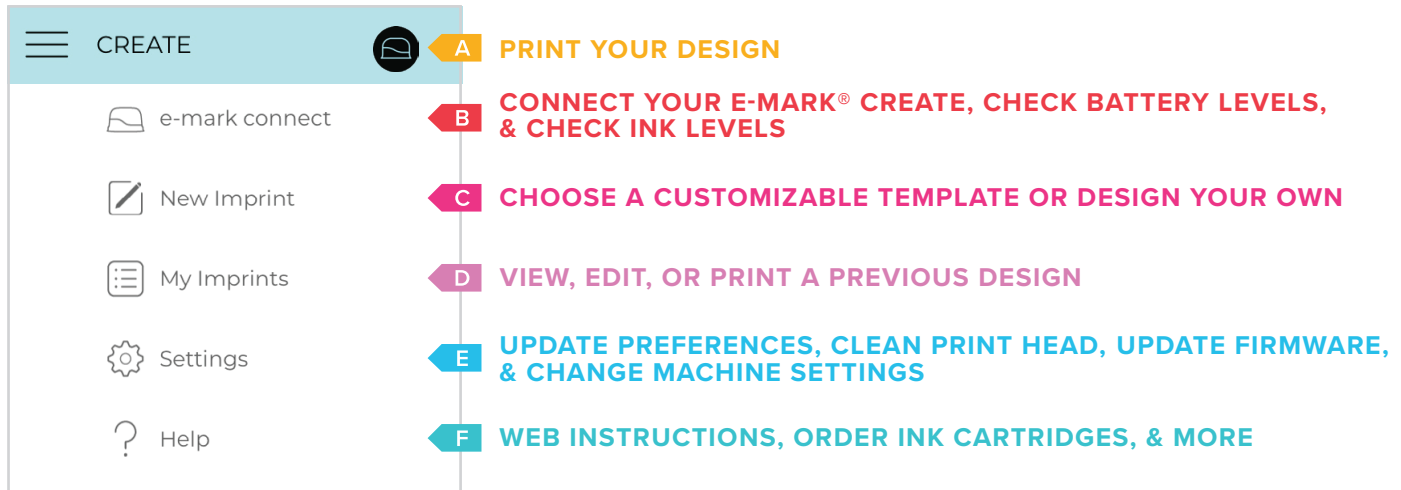 CREATE
A PRINT YOUR DESIGN
e-mark connect
B CONNECT YOUR E-MARK® CREATE, CHECK BATTERY LEVELS,
& CHECK INK LEVELS
New Imprint
C CHOOSE A CUSTOMIZABLE TEMPLATE OR DESIGN YOUR OWN
My Imprints
D VIEW, EDIT, OR PRINT A PREVIOUS DESIGN
Settings
E UPDATE PREFERENCES, CLEAN PRINT HEAD, UPDATE FIRMWARE,
& CHANGE MACHINE SETTINGS
Help
F WEB INSTRUCTIONS, ORDER INK CARTRIDGES, & MORE